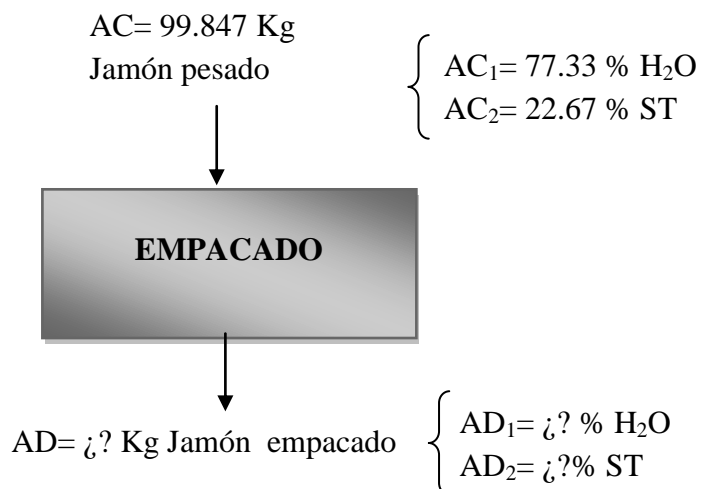 AC= 99.847 Kg
Jamón pesado
AC₁= 77.33 % H₂O
AC₂= 22.67 % ST
EMPACADO
AD= ¿? Kg Jamón empacado
AD₁= ¿? % H₂O
AD₂= ¿?% ST